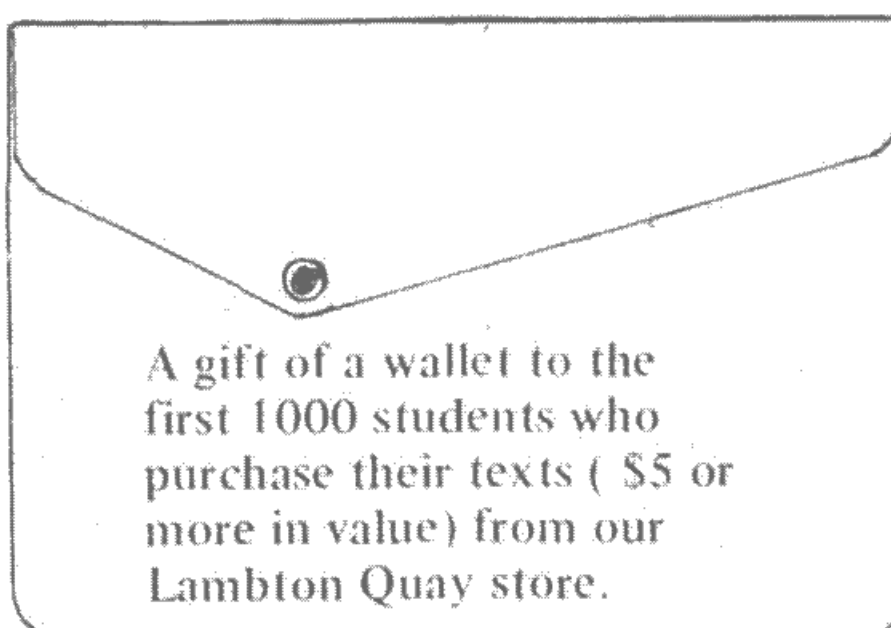 A gift of a wallet to the
first 1000 students who
purchase their texts ( $5 or
more in value) from our
Lambton Quay store.